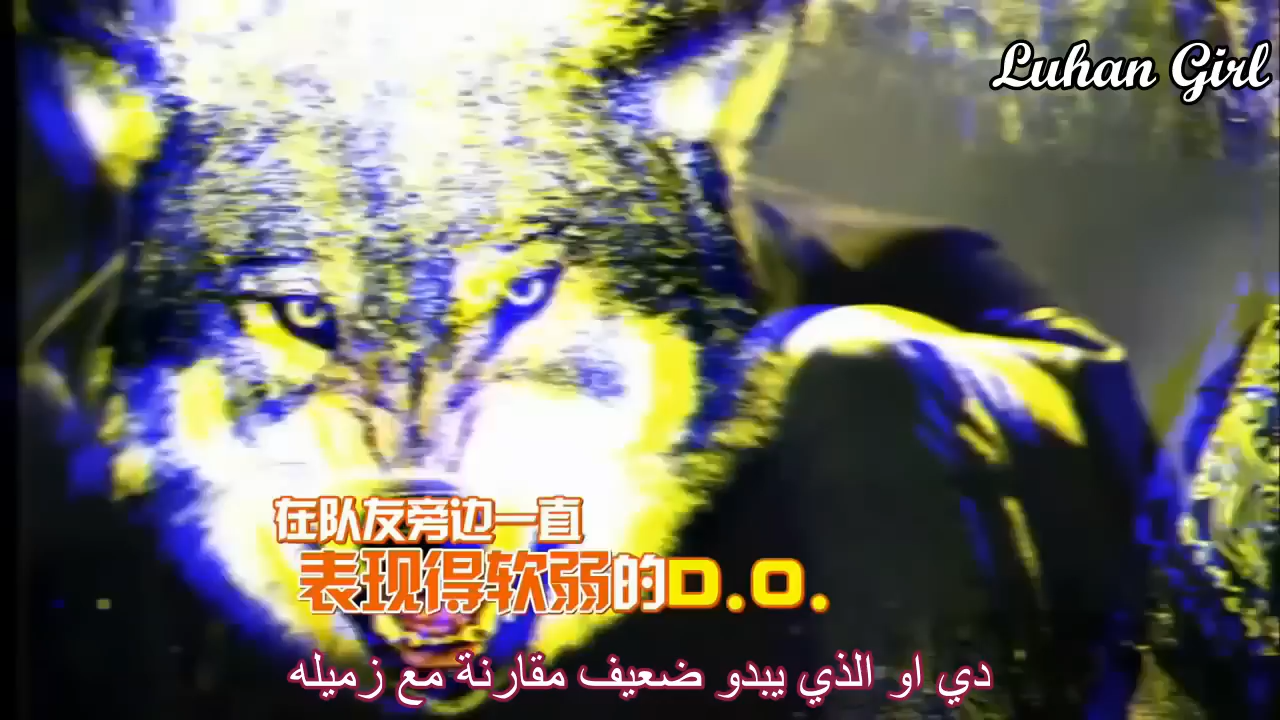 Luhan Girl
在队友旁边一直
表现得软弱的D.O.
دي او الذي يبدو ضعيف مقارنة مع زميله